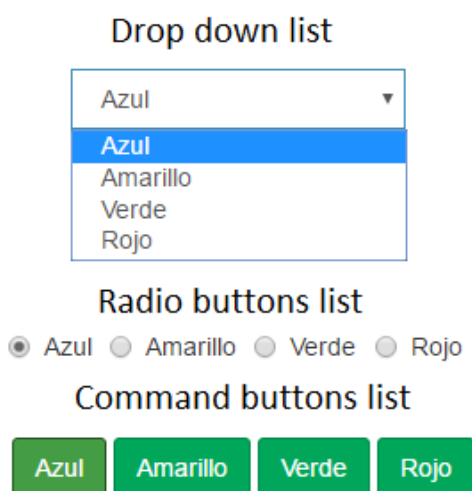 Drop down list
Azul
Azul
Amarillo
Verde
Rojo
Radio buttons list
Azul Amarillo Verde Rojo
Command buttons list
Azul Amarillo Verde Rojo